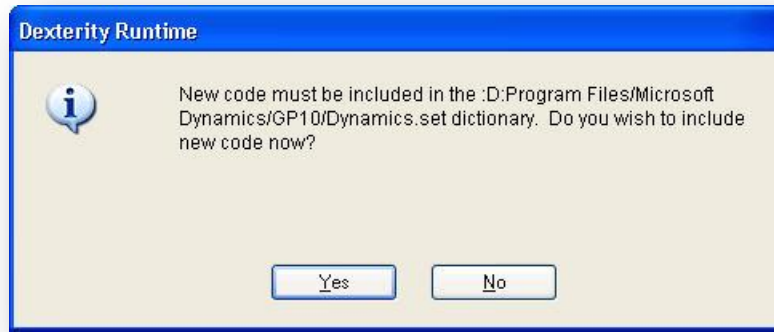 Dexterity Runtime
New code must be included in the :D:Program Files/Microsoft
Dynamics/GP10/Dynamics.set dictionary.  Do you wish to include
new code now?
Yes No